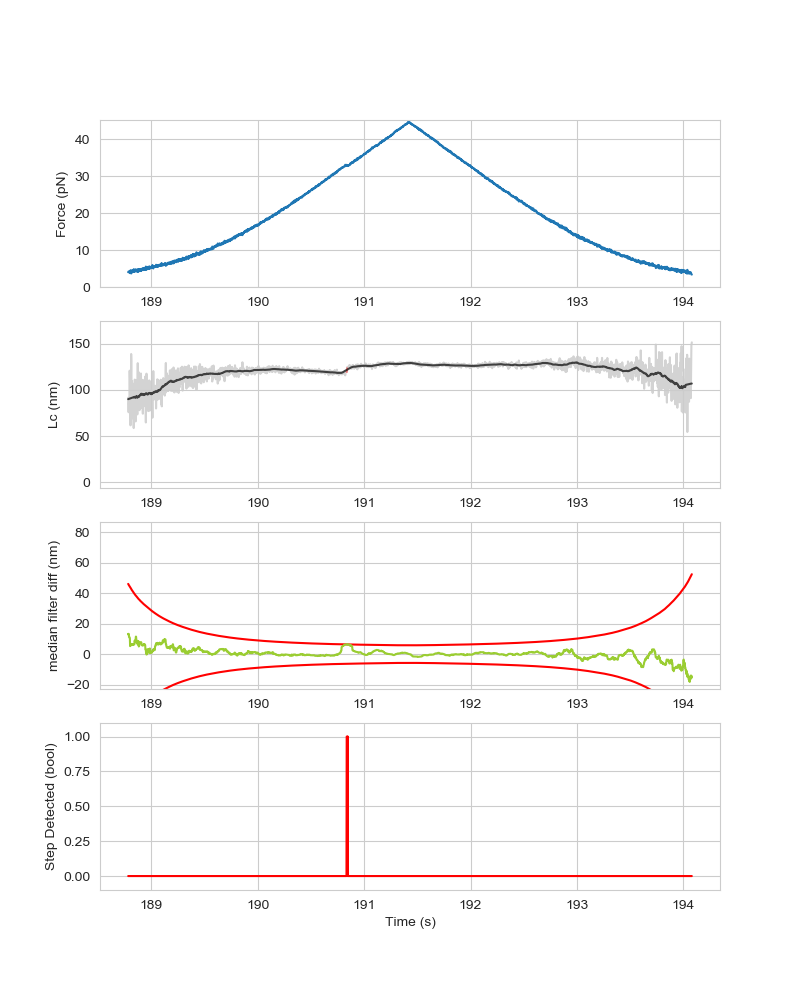 Force (pN)
40
30
20
10
0
189 190 191 192 193 194
Lc (nm)
150
100
50
0
189 190 191 192 193 194
median filter diff (nm)
80
60
40
20
0
−20
189 190 191 192 193 194
Step Detected (bool)
1.00
0.75
0.50
0.25
0.00
189 190 191 192 193 194
Time (s)